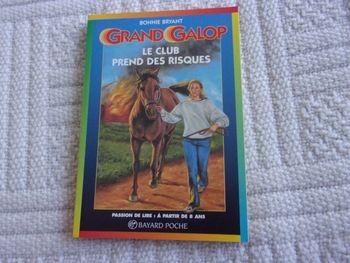 BONNIE BRYANT
GRAND GALOP
LE CLUB
PREND DES RISQUES
PASSION DE LIRE : À PARTIR DE 8 ANS
BAYARD POCHE